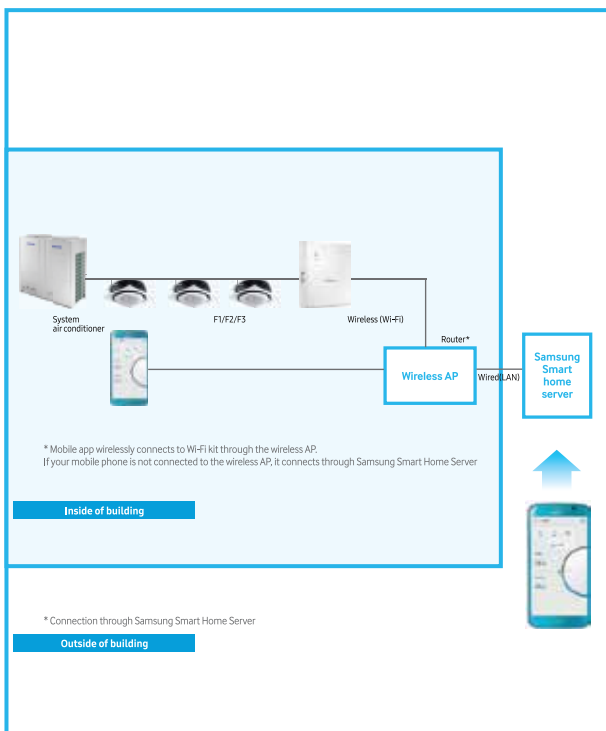 System
air conditioner
F1/F2/F3
Wireless (Wi-Fi)
Router*
Wireless AP
Wired(LAN)
Samsung
Smart
home
server
* Mobile app wirelessly connects to Wi-Fi kit through the wireless AP.
If your mobile phone is not connected to the wireless AP, it connects through Samsung Smart Home Server
Inside of building
* Connection through Samsung Smart Home Server
Outside of building